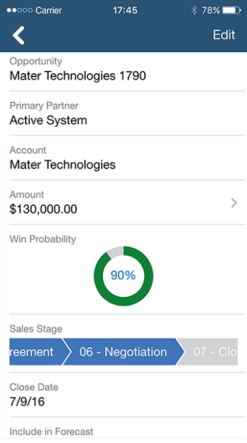 Carrier 17:45 78%
Edit
Opportunity
Mater Technologies 1790
Primary Partner
Active System
Account
Mater Technologies
Amount
$130,000.00
Win Probability
90%
Sales Stage
reement 06 - Negotiation 07 - Clo
Close Date
7/9/16
Include in Forecast